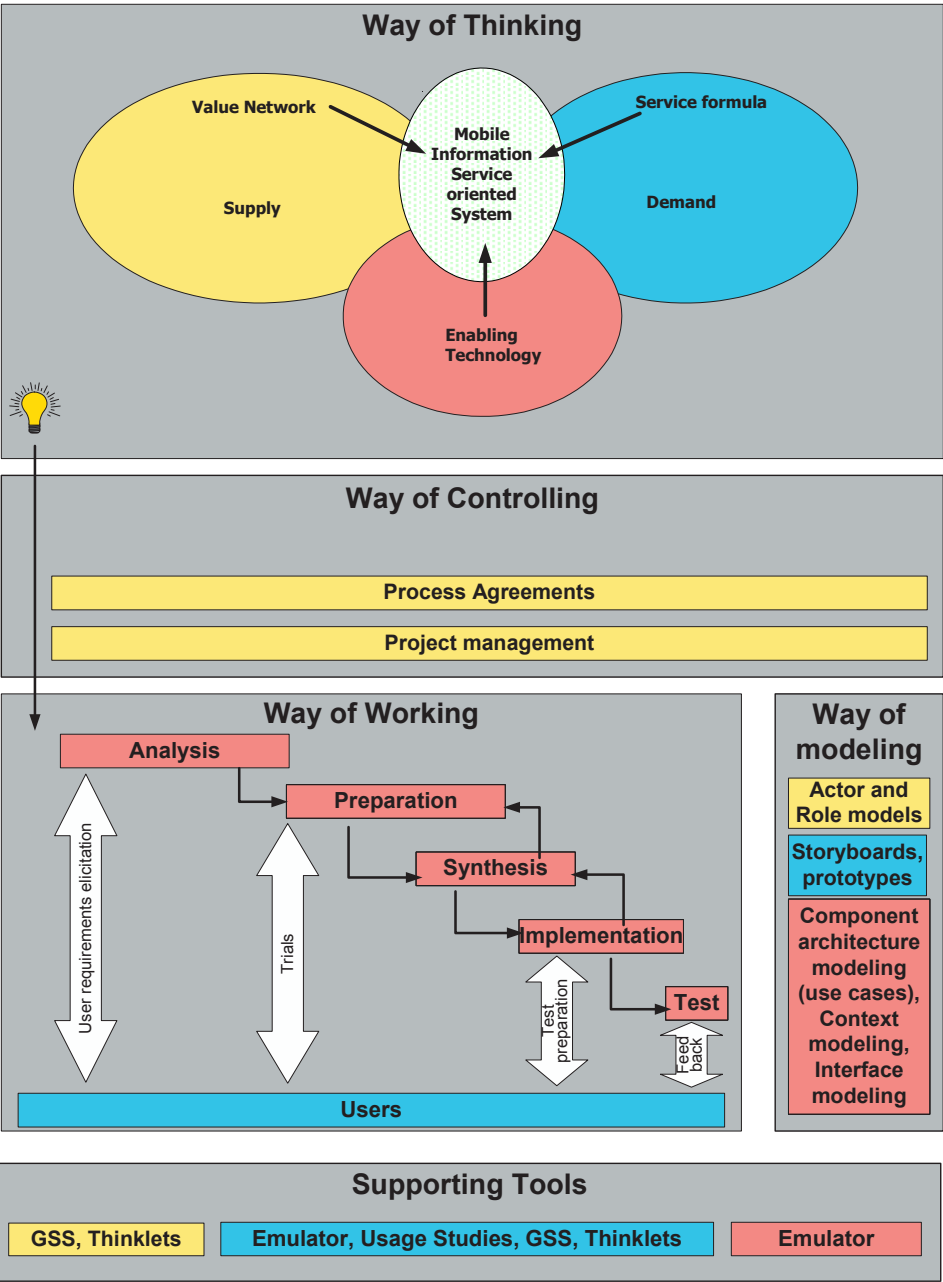 Way of Thinking
Value Network
Service formula
Mobile
Information
Service
oriented
System
Supply
Demand
Enabling
Technology
Way of Controlling
Process Agreements
Project management
Way of Working
Analysis
Preparation
Synthesis
Implementation
Test
User requirements elicitation
Trials
Test
preparation
Feed
back
Users
Way of
modeling
Actor and
Role models
Storyboards,
prototypes
Component
architecture
modeling
(use cases),
Context
modeling,
Interface
modeling
Supporting Tools
GSS, Thinklets
Emulator, Usage Studies, GSS, Thinklets
Emulator